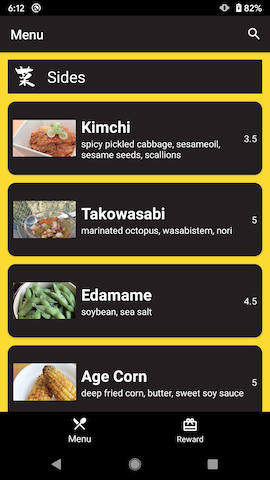 6:12
82%
Menu
菜 Sides
Kimchi
spicy pickled cabbage, sesameoil,
sesame seeds, scallions
3.5
Takowasabi
marinated octopus, wasabistem, nori
5
Edamame
soybean, sea salt
4.5
Age Corn
deep fried corn, butter, sweet soy sauce
5
Menu
Reward